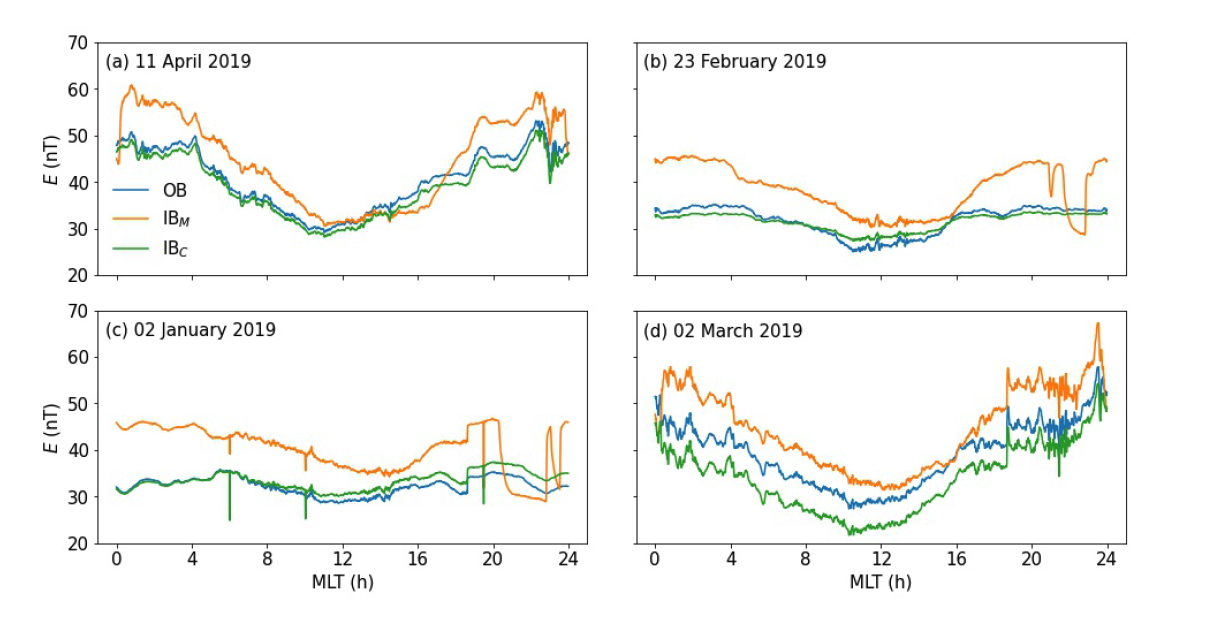 70
60
50
40
30
20
E (nT)
(a) 11 April 2019
OB
IB_M
IB_C
(b) 23 February 2019
70
60
50
40
30
20
E (nT)
(c) 02 January 2019
(d) 02 March 2019
0 4 8 12 16 20 24
MLT (h)
0 4 8 12 16 20 24
MLT (h)